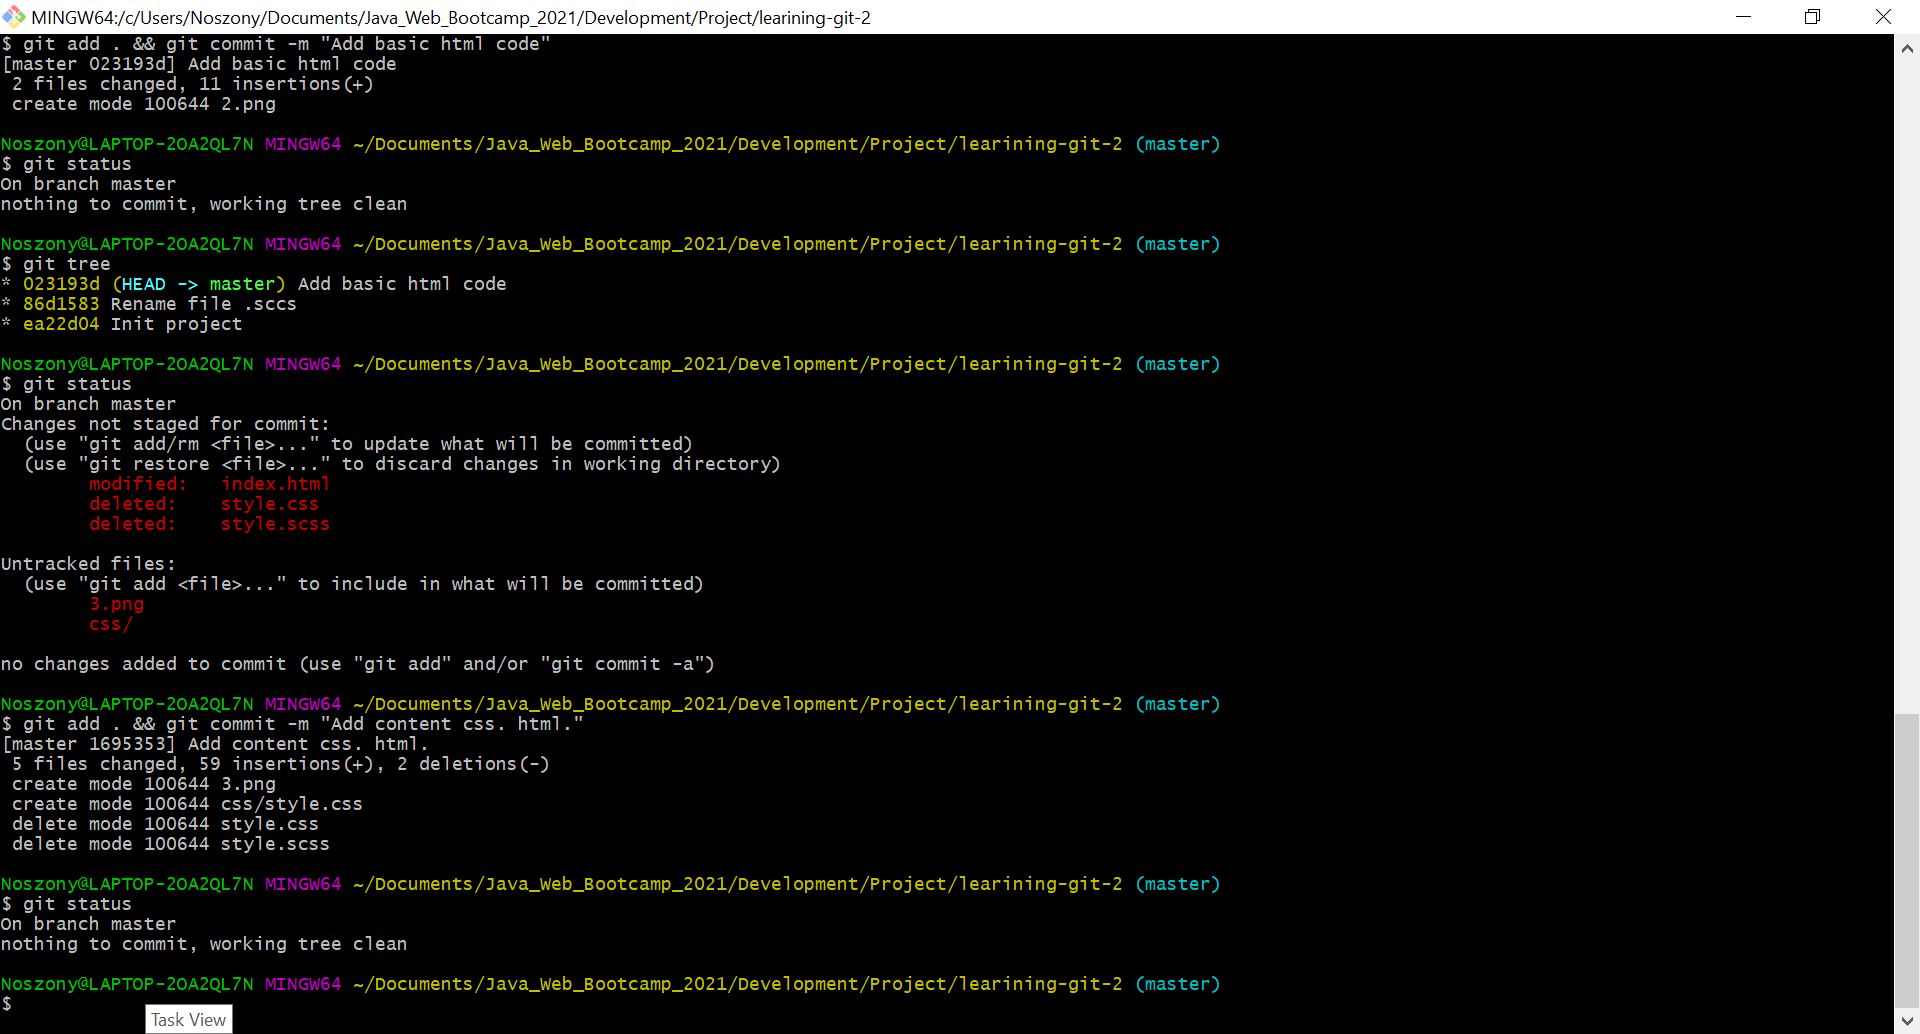 MINGW64:/c/Users/Noszony/Documents/Java_Web_Bootcamp_2021/Development/Project/learining-git-2
$ git add . && git commit -m "Add basic html code"
[master 023193d] Add basic html code
 2 files changed, 11 insertions(+)
 create mode 100644 2.png

Noszony@LAPTOP-2OA2QL7N MINGW64 ~/Documents/Java_Web_Bootcamp_2021/Development/Project/learining-git-2 (master)
$ git status
On branch master
nothing to commit, working tree clean

Noszony@LAPTOP-2OA2QL7N MINGW64 ~/Documents/Java_Web_Bootcamp_2021/Development/Project/learining-git-2 (master)
$ git tree
* 023193d (HEAD -> master) Add basic html code
* 86d1583 Rename file .sccs
* ea22d04 Init project

Noszony@LAPTOP-2OA2QL7N MINGW64 ~/Documents/Java_Web_Bootcamp_2021/Development/Project/learining-git-2 (master)
$ git status
On branch master
Changes not staged for commit:
  (use "git add/rm <file>..." to update what will be committed)
  (use "git restore <file>..." to discard changes in working directory)
        modified:   index.html
        deleted:    style.css
        deleted:    style.scss

Untracked files:
  (use "git add <file>..." to include in what will be committed)
        3.png
        css/

no changes added to commit (use "git add" and/or "git commit -a")

Noszony@LAPTOP-2OA2QL7N MINGW64 ~/Documents/Java_Web_Bootcamp_2021/Development/Project/learining-git-2 (master)
$ git add . && git commit -m "Add content css. html."
[master 1695353] Add content css. html.
 5 files changed, 59 insertions(+), 2 deletions(-)
 create mode 100644 3.png
 create mode 100644 css/style.css
 delete mode 100644 style.css
 delete mode 100644 style.scss

Noszony@LAPTOP-2OA2QL7N MINGW64 ~/Documents/Java_Web_Bootcamp_2021/Development/Project/learining-git-2 (master)
$ git status
On branch master
nothing to commit, working tree clean

Noszony@LAPTOP-2OA2QL7N MINGW64 ~/Documents/Java_Web_Bootcamp_2021/Development/Project/learining-git-2 (master)
$
Task View